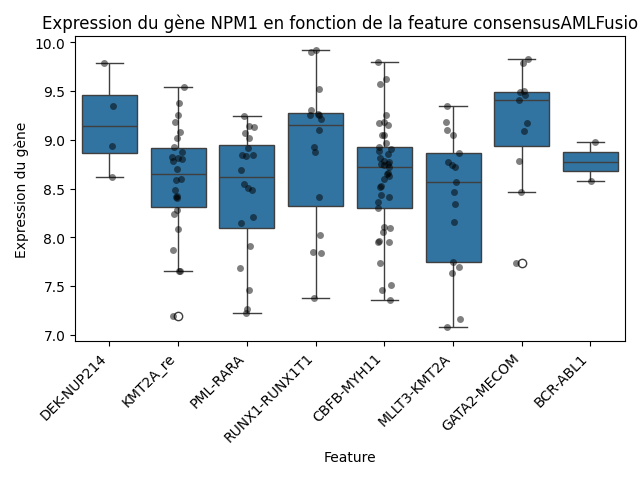 Expression du gène NPM1 en fonction de la feature consensusAMLFusio
10.0
9.5
9.0
8.5
8.0
7.5
7.0
Expression du gène
DEK-NUP214
KMT2A_re
PML-RARA
RUNX1-RUNX1T1
CBFB-MYH11
MLLT3-KMT2A
GATA2-MECOM
BCR-ABL1
Feature